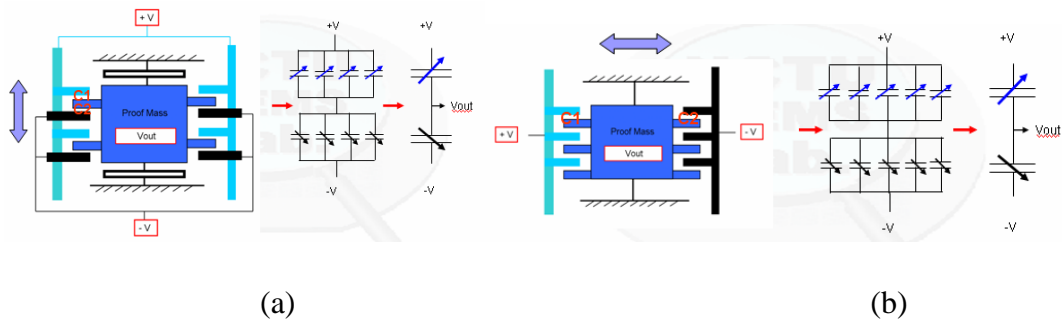 + V
C1
C2
Proof Mass
Vout
- V
+V
-V
+V
Vout
-V
+ V
C1
Proof Mass
Vout
C2
- V
+V
-V
+V
Vout
-V
(a)
(b)